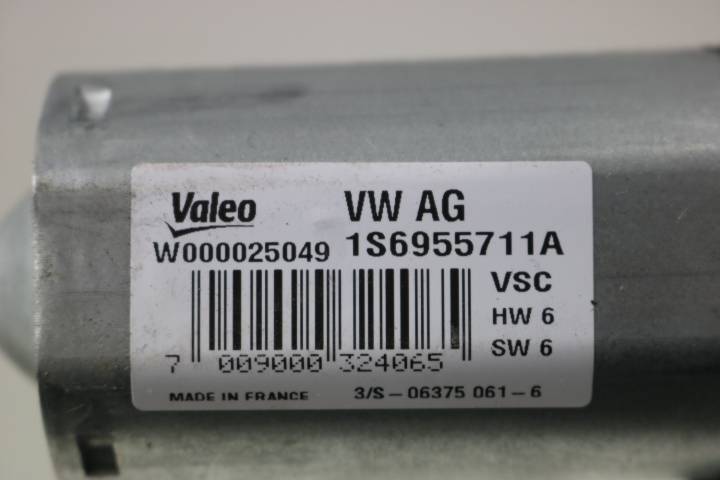 Valeo VW AG
W000025049 1S6955711A
VSC
HW 6
SW 6
7 009000 324065
MADE IN FRANCE 3/S-06375 061-6